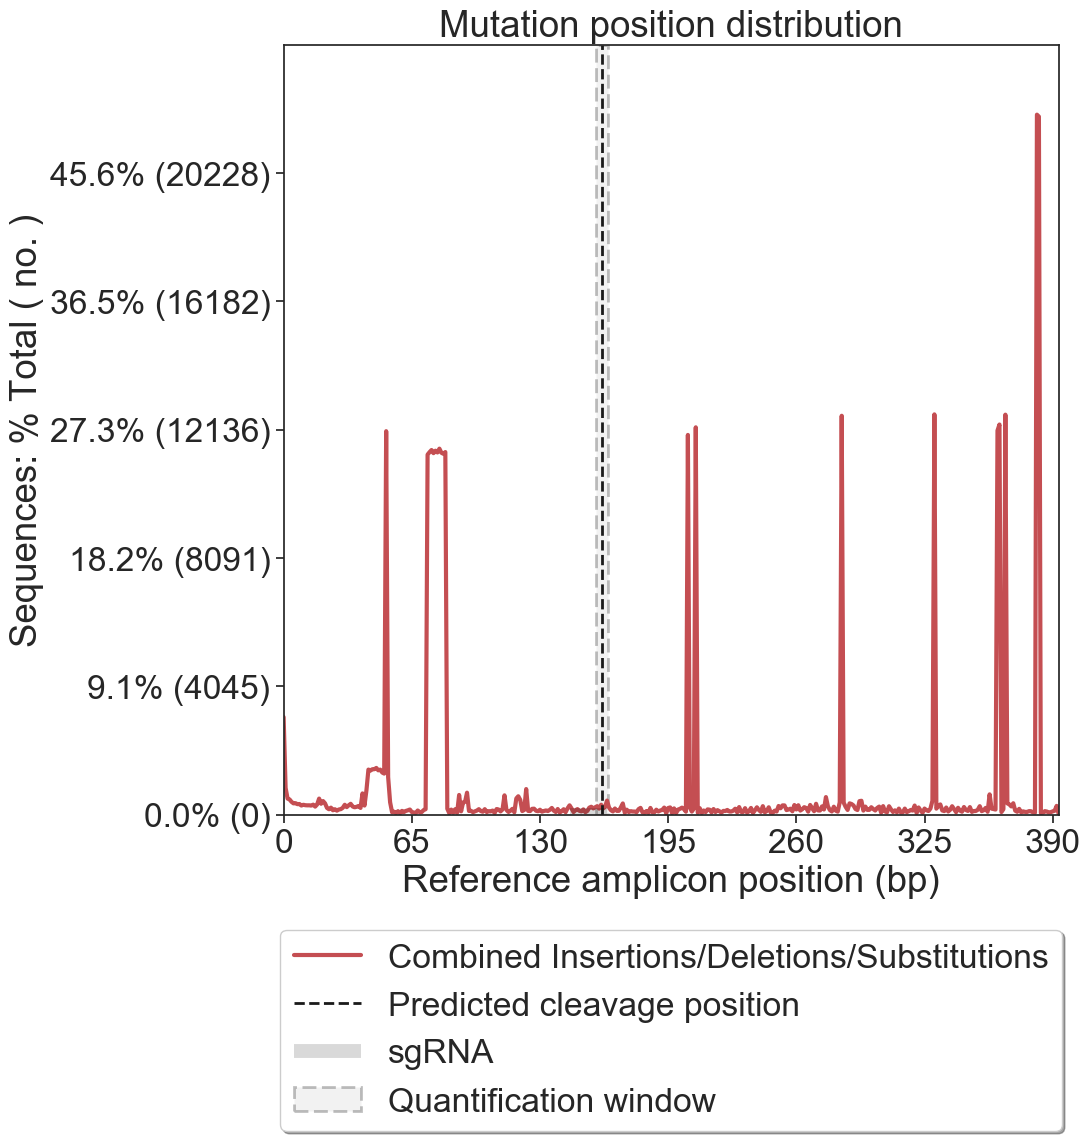 Mutation position distribution
Sequences: % Total ( no. )
45.6% (20228)
36.5% (16182)
27.3% (12136)
18.2% (8091)
9.1% (4045)
0.0% (0)
0 65 130 195 260 325 390
Reference amplicon position (bp)
Combined Insertions/Deletions/Substitutions
Predicted cleavage position
sgRNA
Quantification window